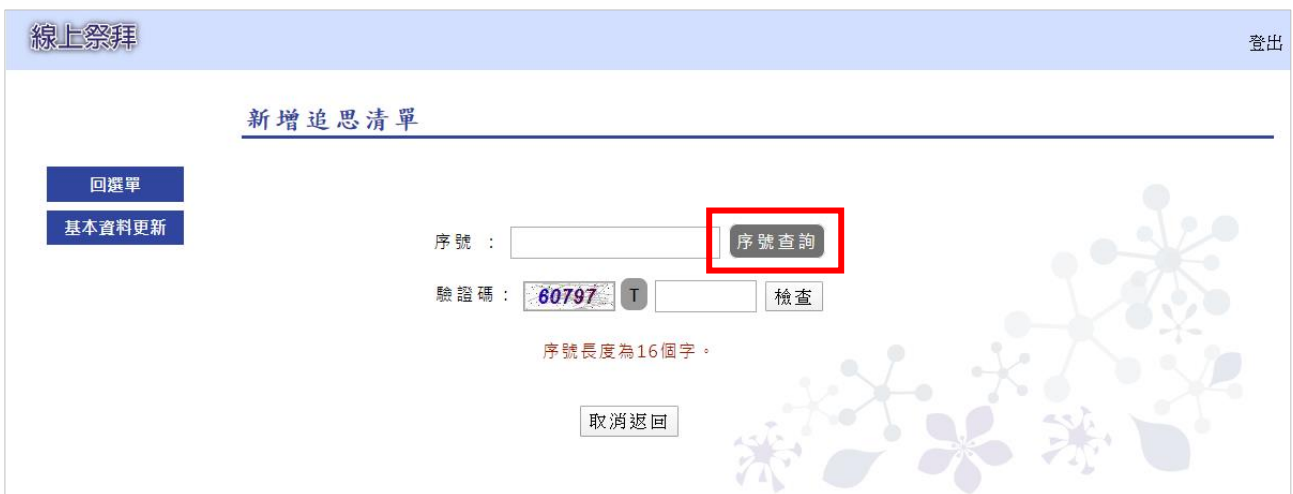 線上祭拜
登出
新增追思清單
回選單
基本資料更新
序號 : 序號查詢
驗證碼: 60797 T 檢查
序號長度為16個字。
取消返回